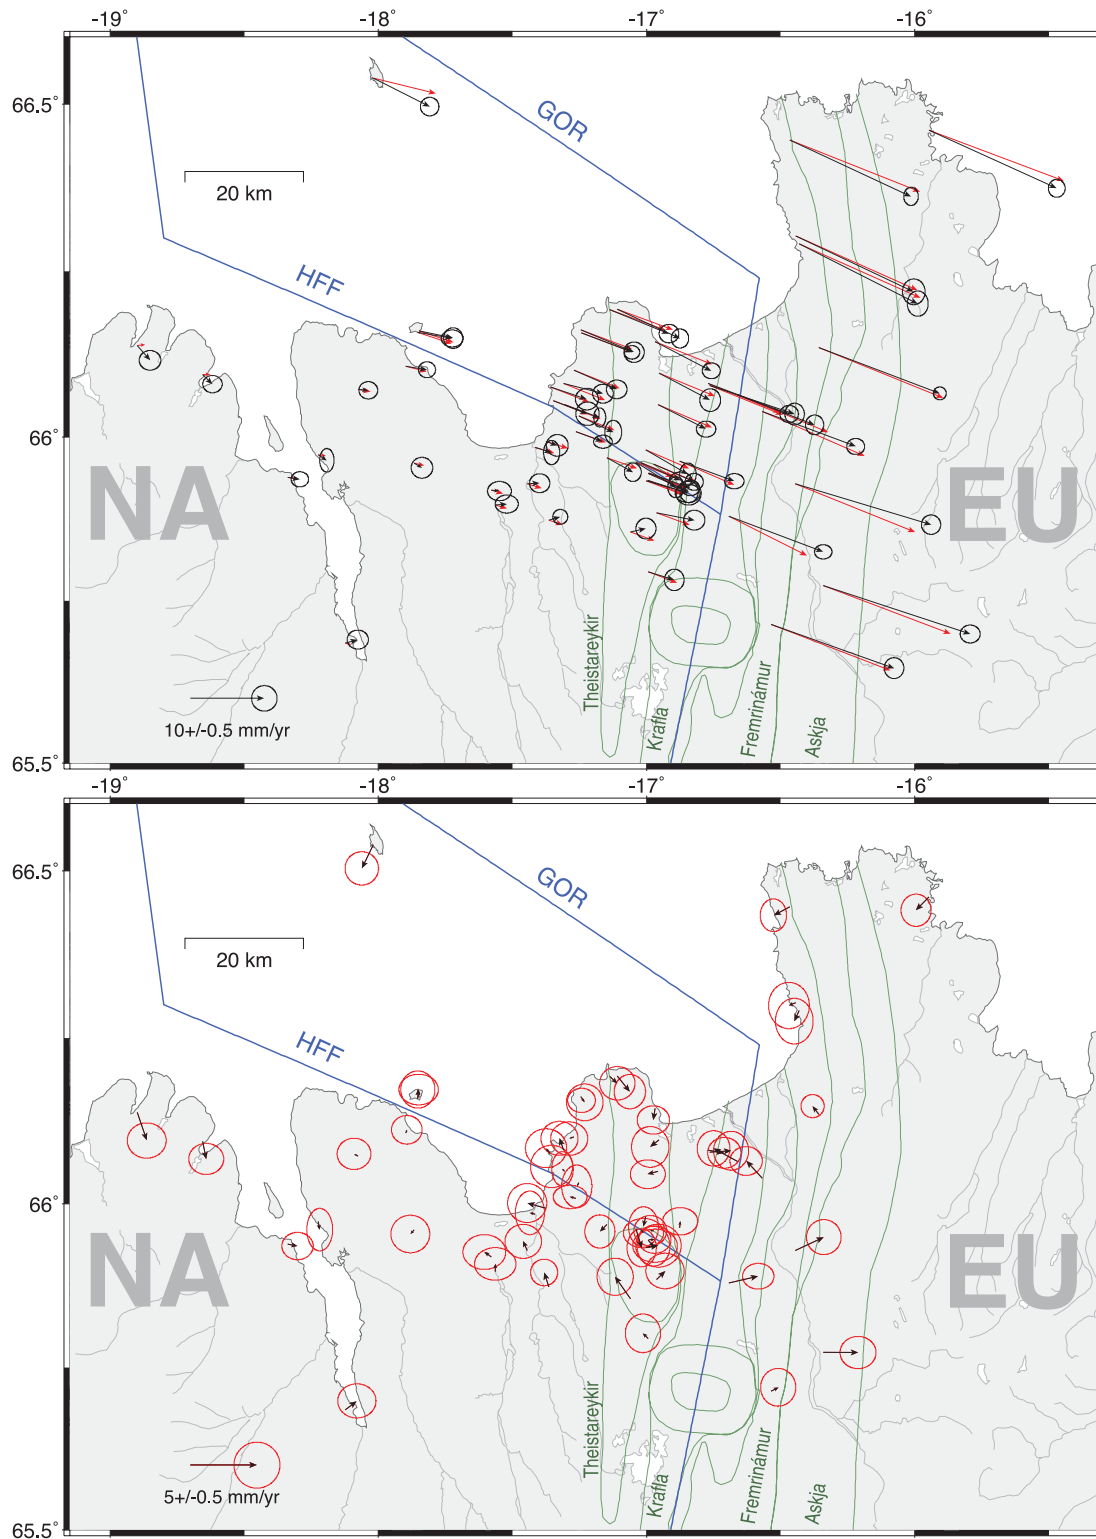 -19˚ -18˚ -17˚ -16˚
66.5˚
GOR
20 km
HFF
66˚
NA
EU
Theistareykir
Krafla
Fremrinámur
Askja
10+/-0.5 mm/yr
65.5˚
-19˚ -18˚ -17˚ -16˚
66.5˚
GOR
20 km
HFF
66˚
NA
EU
Theistareykir
Krafla
Fremrinámur
Askja
5+/-0.5 mm/yr
65.5˚